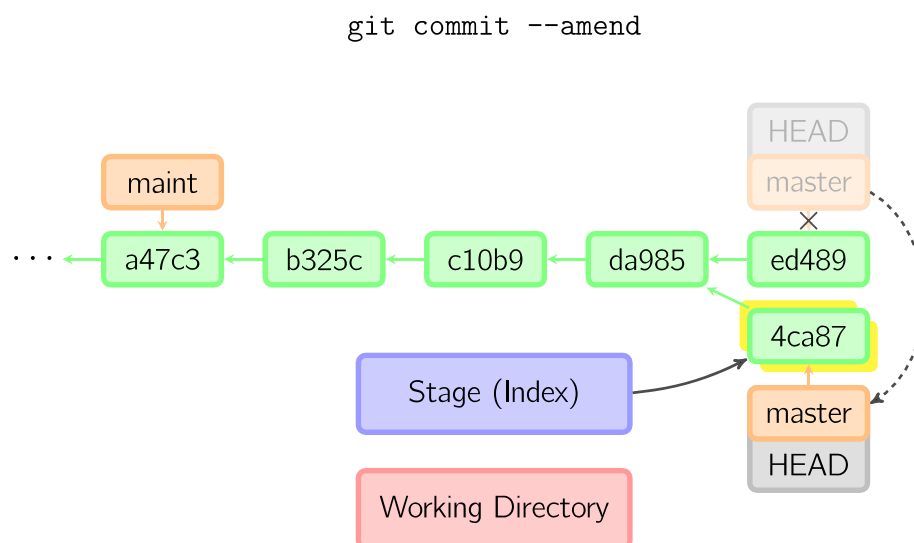 git commit --amend
HEAD
maint
master
... a47c3 b325c c10b9 da985 ed489
4ca87
Stage (Index)
master
HEAD
Working Directory